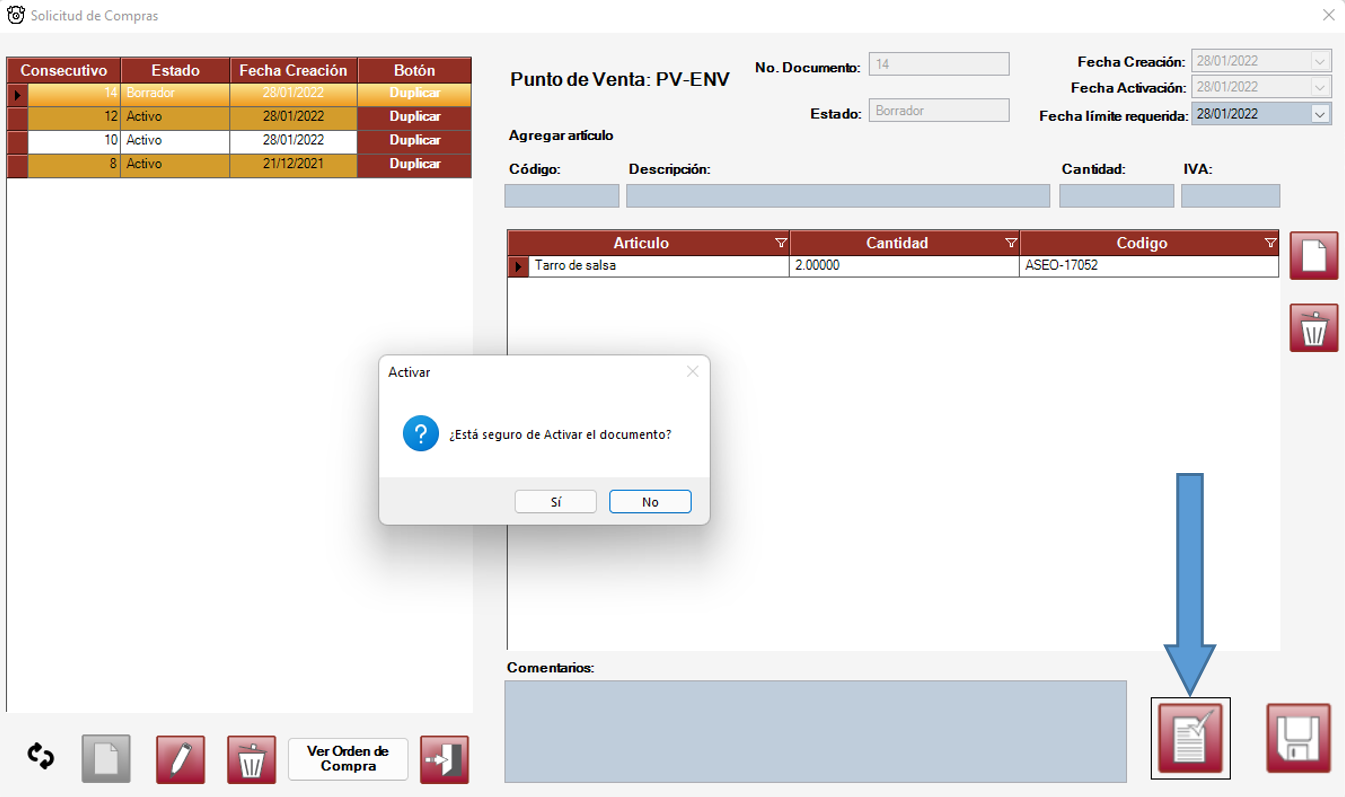 Solicitud de Compras
Consecutivo Estado Fecha Creación Botón
14 Borrador 28/01/2022 Duplicar
12 Activo 28/01/2022 Duplicar
10 Activo 28/01/2022 Duplicar
8 Activo 21/12/2021 Duplicar
Punto de Venta: PV-ENV
No. Documento: 14
Estado: Borrador
Fecha Creación: 28/01/2022
Fecha Activación: 28/01/2022
Fecha límite requerida: 28/01/2022
Agregar artículo
Código: Descripción: Cantidad: IVA:
Articulo Cantidad Codigo
Tarro de salsa 2.00000 ASEO-17052
Activar
¿Está seguro de Activar el documento?
Sí No
Comentarios:
Ver Orden de
Compra